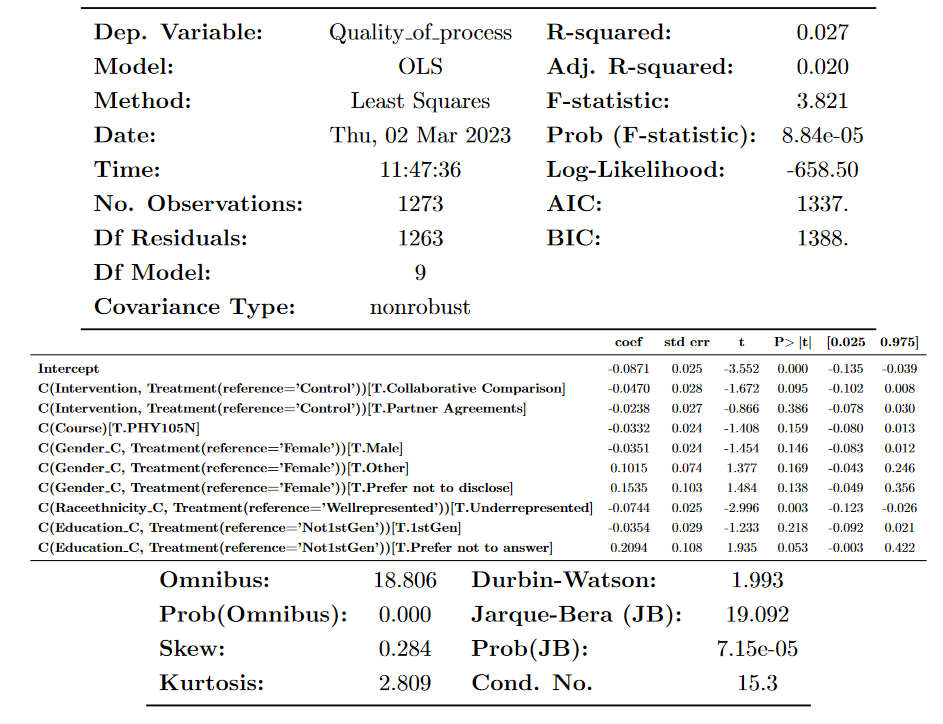 Dep. Variable: Quality_of_process R-squared: 0.027
Model: OLS Adj. R-squared: 0.020
Method: Least Squares F-statistic: 3.821
Date: Thu, 02 Mar 2023 Prob (F-statistic): 8.84e-05
Time: 11:47:36 Log-Likelihood: -658.50
No. Observations: 1273 AIC: 1337.
Df Residuals: 1263 BIC: 1388.
Df Model: 9
Covariance Type: nonrobust
coef std err t P> |t| [0.025 0.975]
Intercept -0.0871 0.025 -3.552 0.000 -0.135 -0.039
C(Intervention, Treatment(reference='Control'))[T.Collaborative Comparison] -0.0470 0.028 -1.672 0.095 -0.102 0.008
C(Intervention, Treatment(reference='Control'))[T.Partner Agreements] -0.0238 0.027 -0.866 0.386 -0.078 0.030
C(Course)[T.PHY105N] -0.0332 0.024 -1.408 0.159 -0.080 0.013
C(Gender_C, Treatment(reference='Female'))[T.Male] -0.0351 0.024 -1.454 0.146 -0.083 0.012
C(Gender_C, Treatment(reference='Female'))[T.Other] 0.1015 0.074 1.377 0.169 -0.043 0.246
C(Gender_C, Treatment(reference='Female'))[T.Prefer not to disclose] 0.1535 0.103 1.484 0.138 -0.049 0.356
C(Raceethnicity_C, Treatment(reference='Wellrepresented'))[T.Underrepresented] -0.0744 0.025 -2.996 0.003 -0.123 -0.026
C(Education_C, Treatment(reference='Not1stGen'))[T.1stGen] -0.0354 0.029 -1.233 0.218 -0.092 0.021
C(Education_C, Treatment(reference='Not1stGen'))[T.Prefer not to answer] 0.2094 0.108 1.935 0.053 -0.003 0.422
Omnibus: 18.806 Durbin-Watson: 1.993
Prob(Omnibus): 0.000 Jarque-Bera (JB): 19.092
Skew: 0.284 Prob(JB): 7.15e-05
Kurtosis: 2.809 Cond. No. 15.3